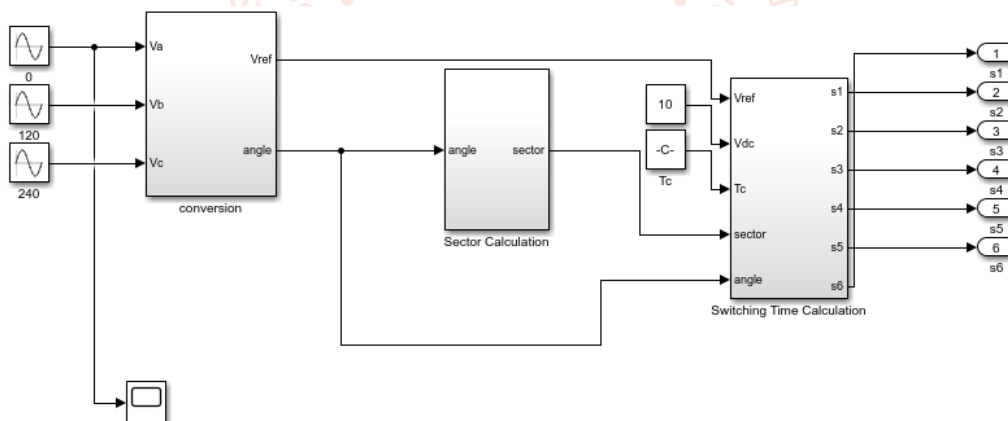 0
120
240
Va
Vb
Vc
Vref
angle
conversion
angle
sector
Sector Calculation
10
-C-
Tc
Vref
Vdc
Tc
sector
angle
s1
s2
s3
s4
s5
s6
Switching Time Calculation
1
s1
2
s2
3
s3
4
s4
5
s5
6
s6